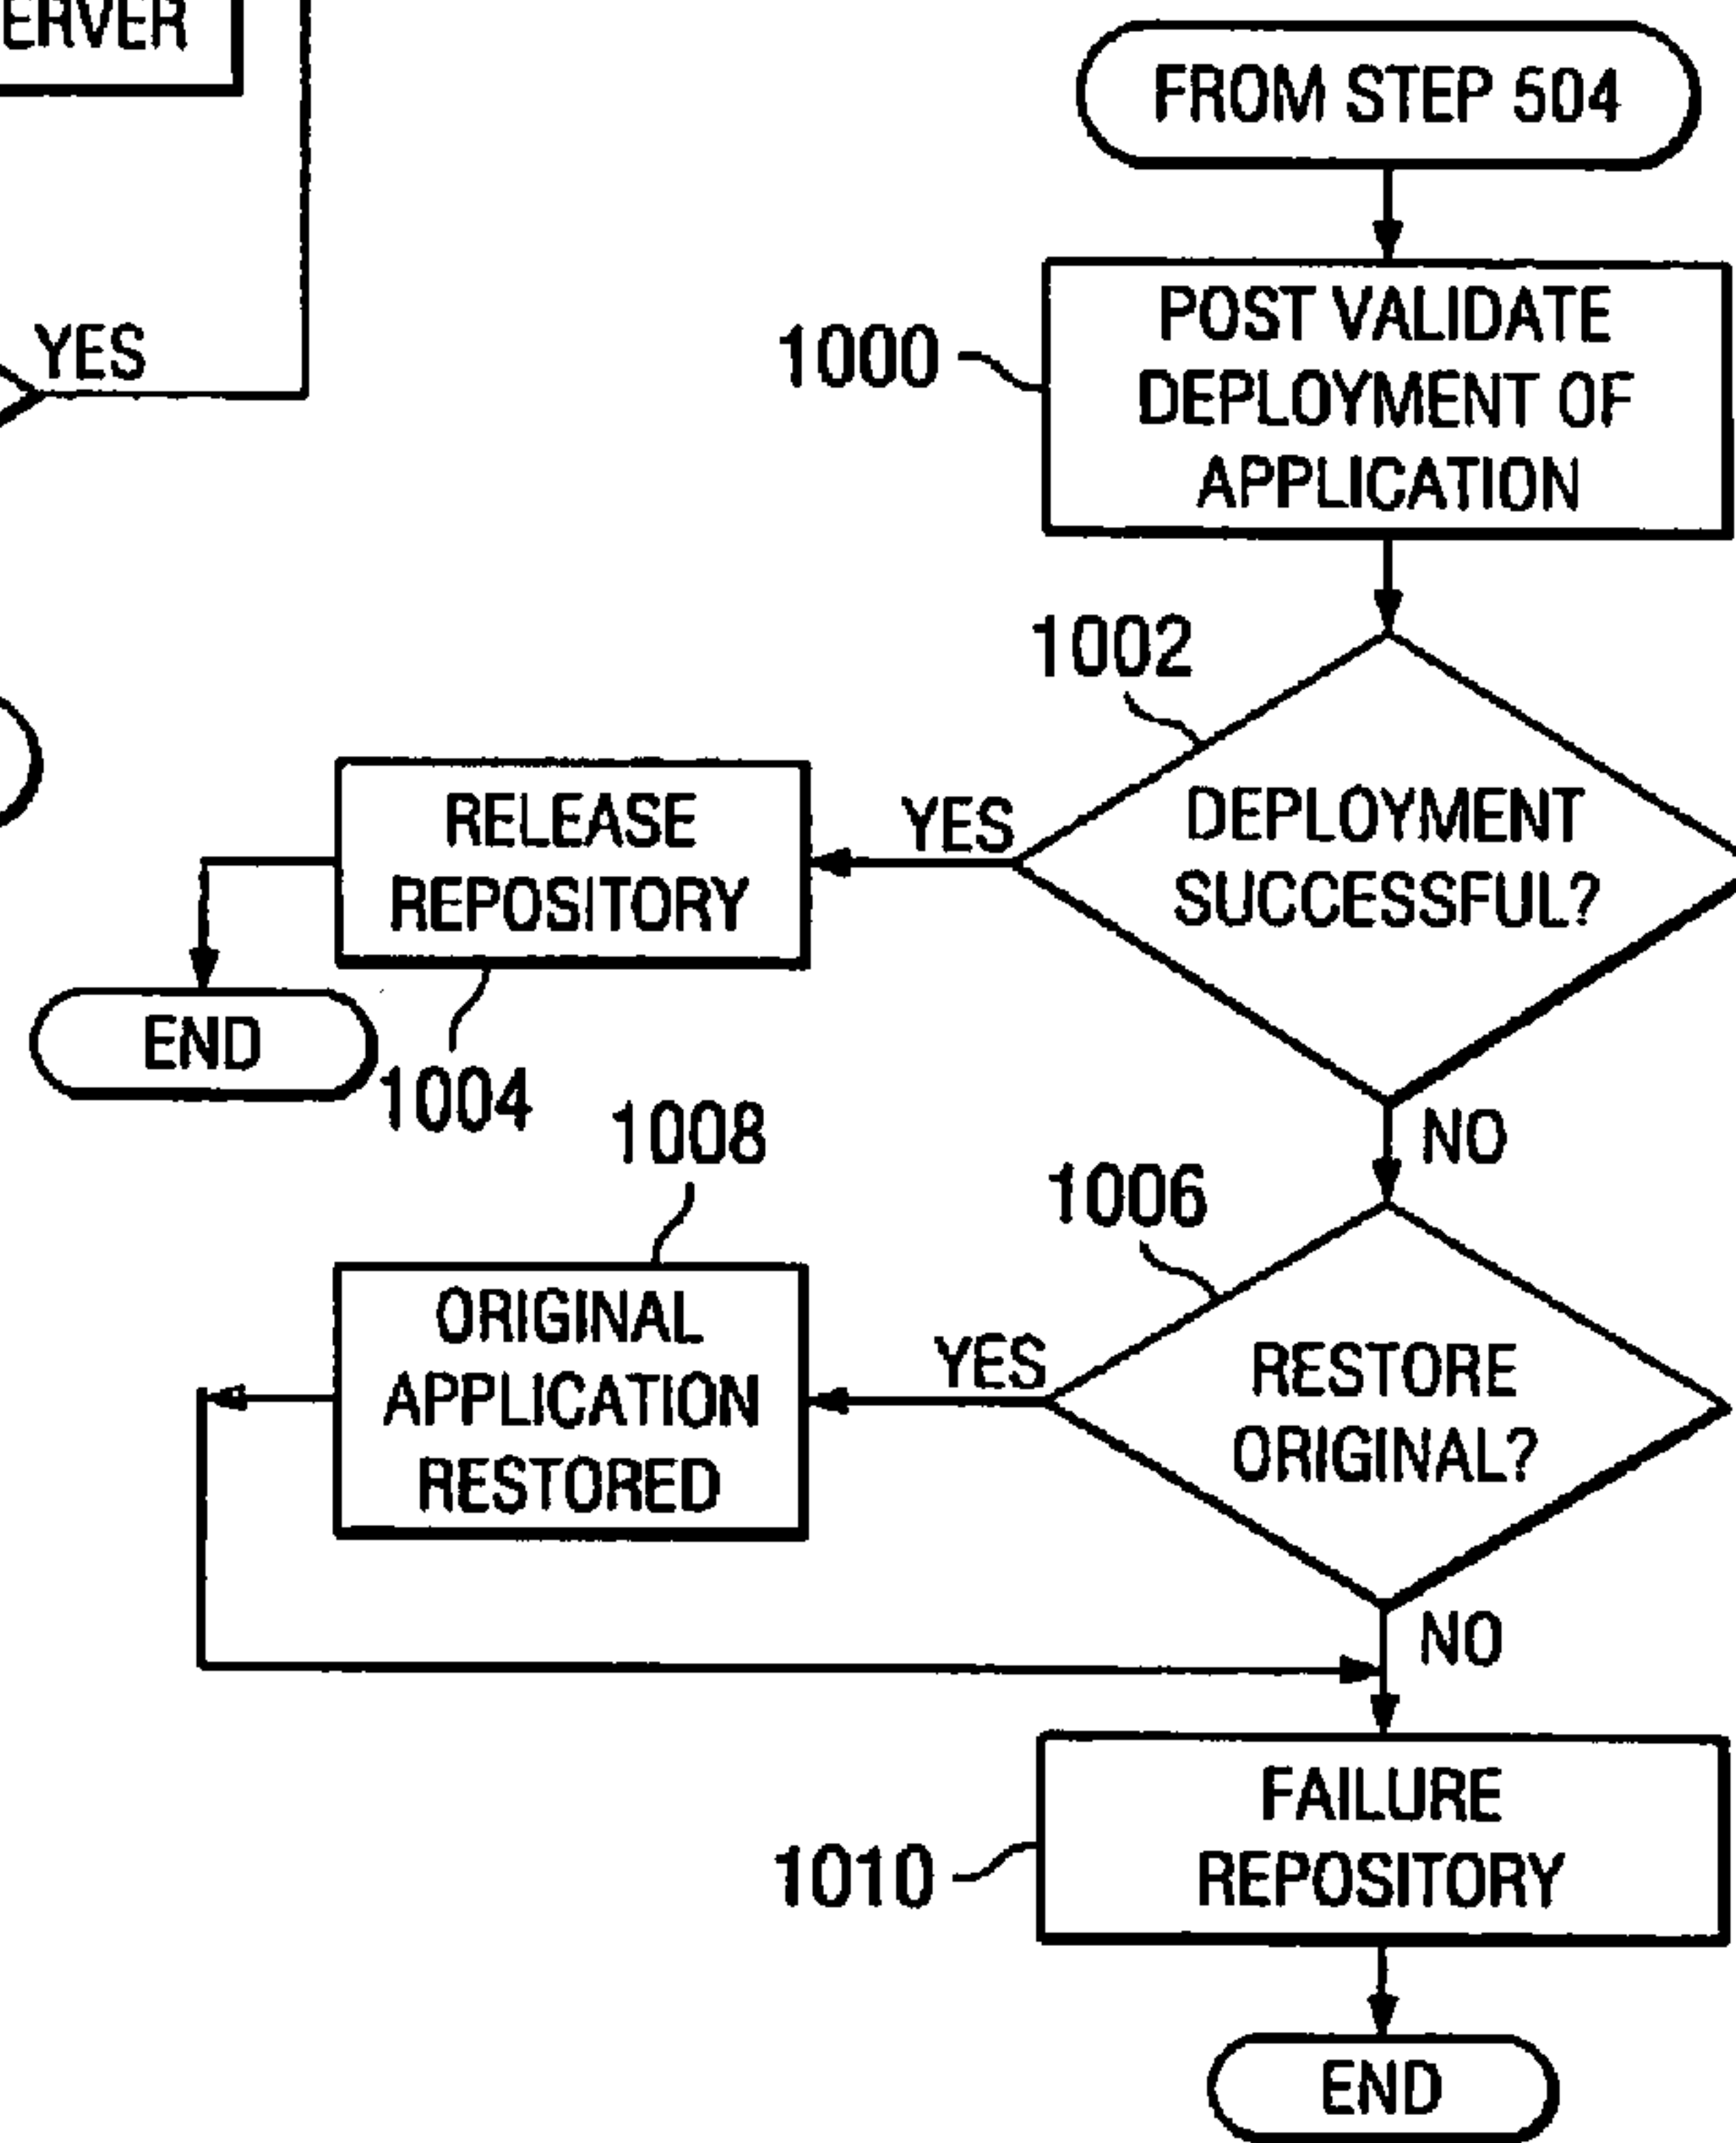 YES
FROM STEP 504
1000
POST VALIDATE
DEPLOYMENT OF
APPLICATION
1002
DEPLOYMENT
SUCCESSFUL?
YES
RELEASE
REPOSITORY
1004
END
NO
1006
RESTORE
ORIGINAL?
YES
1008
ORIGINAL
APPLICATION
RESTORED
NO
1010
FAILURE
REPOSITORY
END